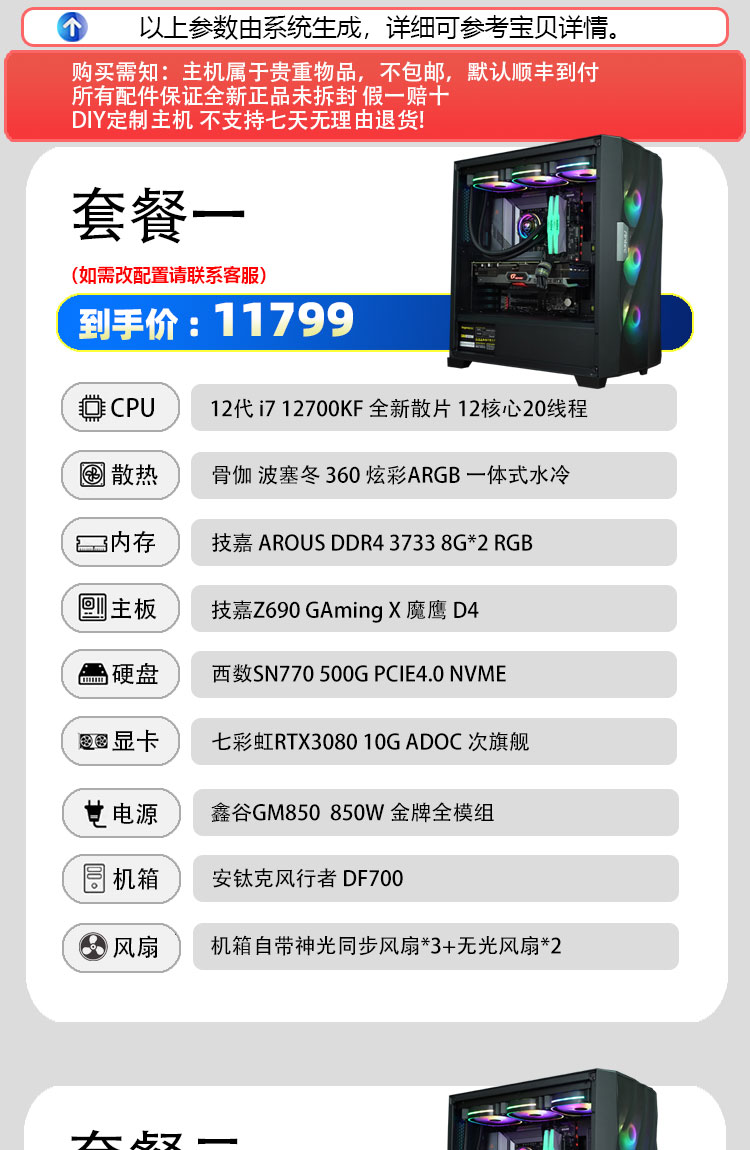 以上参数由系统生成，详细可参考宝贝详情。
购买需知：主机属于贵重物品，不包邮，默认顺丰到付
所有配件保证全新正品未拆封 假一赔十
DIY定制主机 不支持七天无理由退货!
套餐一
（如需改配置请联系客服）
到手价：11799
CPU 12代 i7 12700KF 全新散片 12核心20线程
散热 骨伽 波塞冬 360 炫彩ARGB 一体式水冷
内存 技嘉 AROUS DDR4 3733 8G*2 RGB
主板 技嘉Z690 GAming X 魔鹰 D4
硬盘 西数SN770 500G PCIE4.0 NVME
显卡 七彩虹RTX3080 10G ADOC 次旗舰
电源 鑫谷GM850 850W 金牌全模组
机箱 安钛克风行者 DF700
风扇 机箱自带神光同步风扇*3+无光风扇*2
套餐二